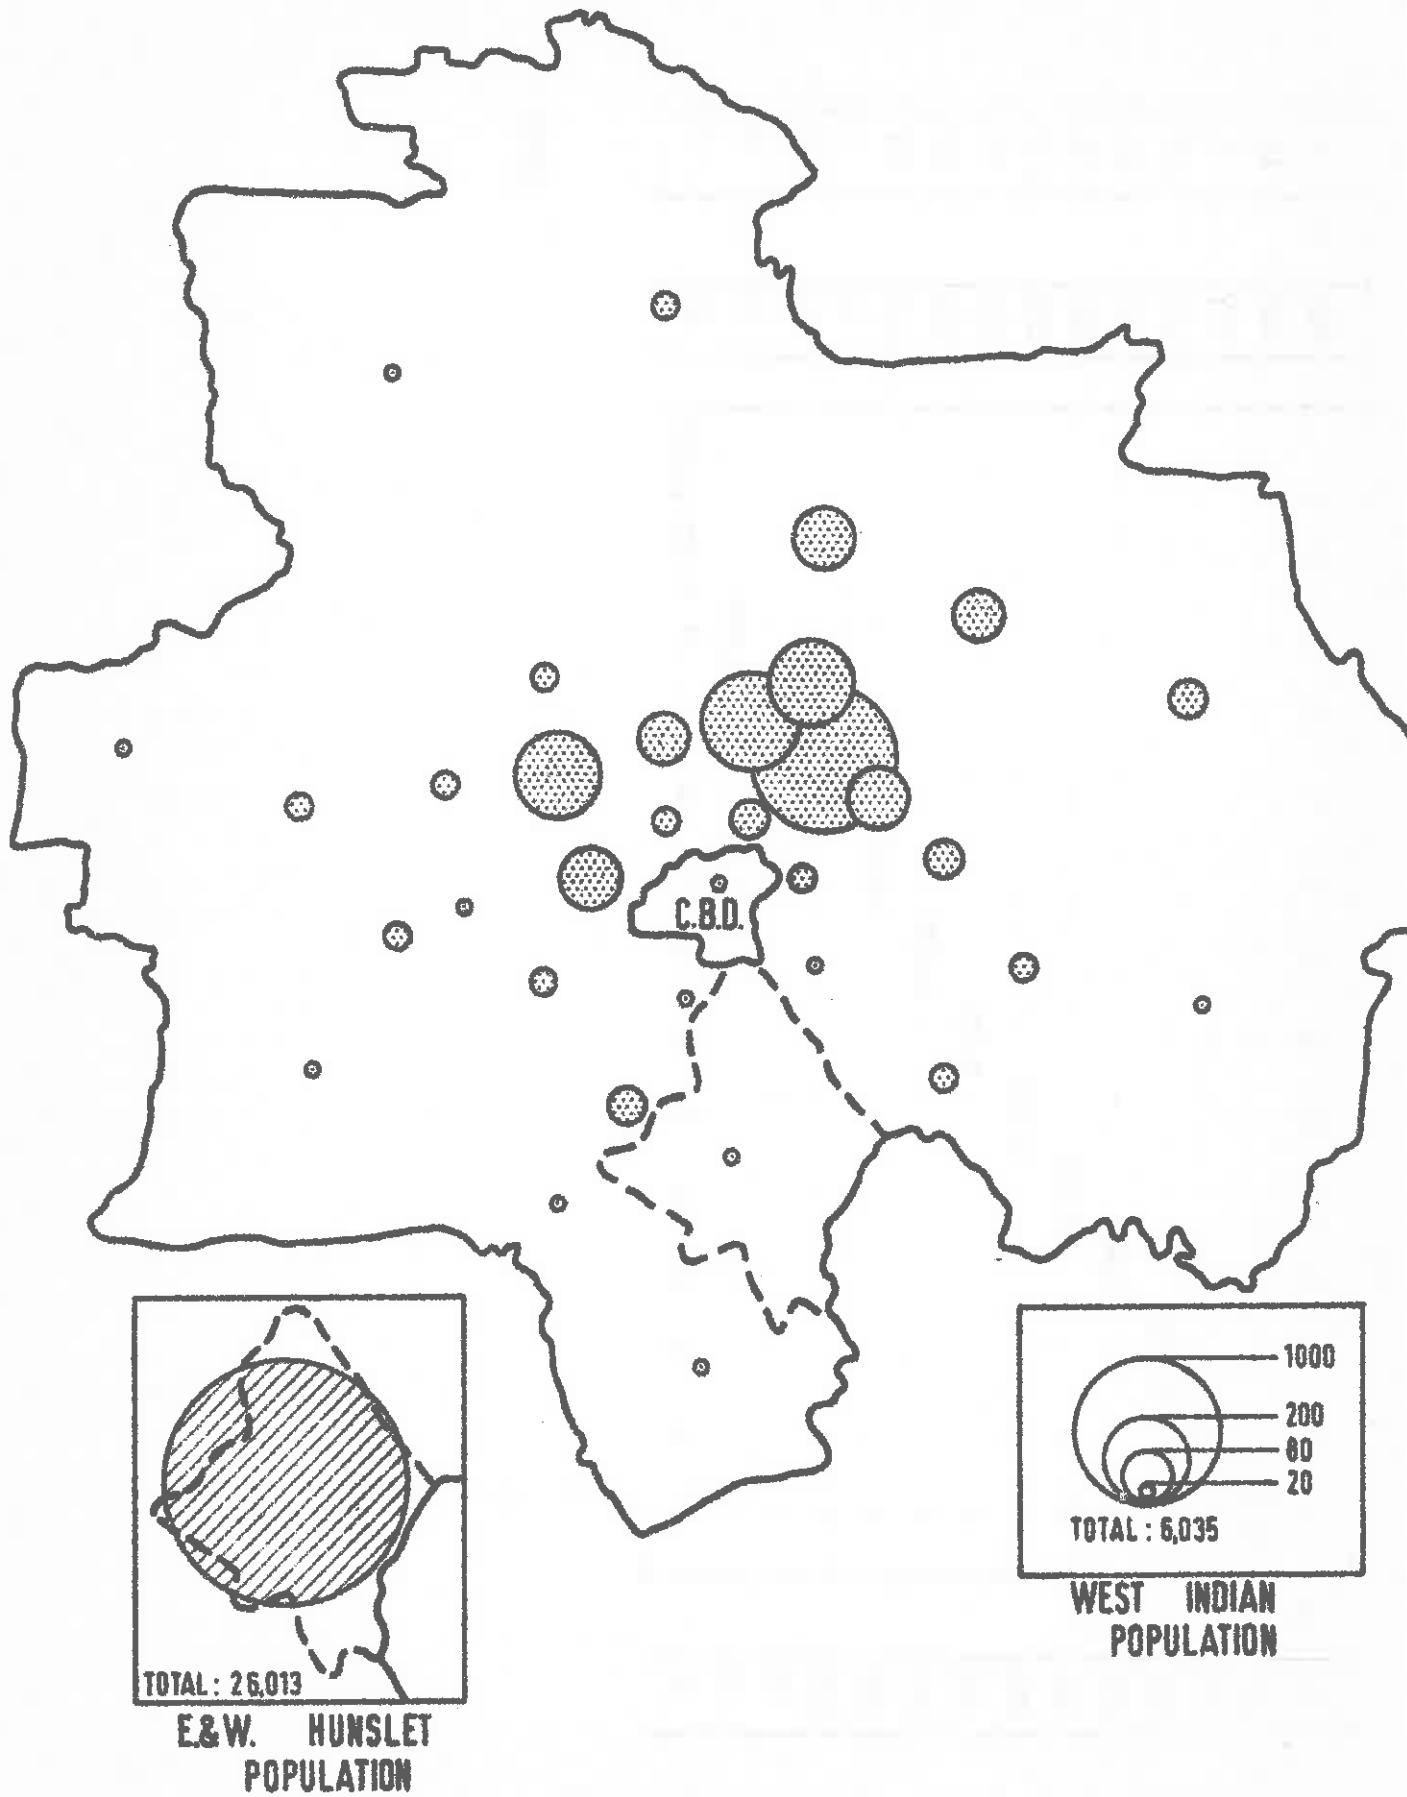 C.B.D.
TOTAL : 26,013
E.&W. HUNSLET
POPULATION
1000
200
80
20
TOTAL : 6,035
WEST INDIAN
POPULATION